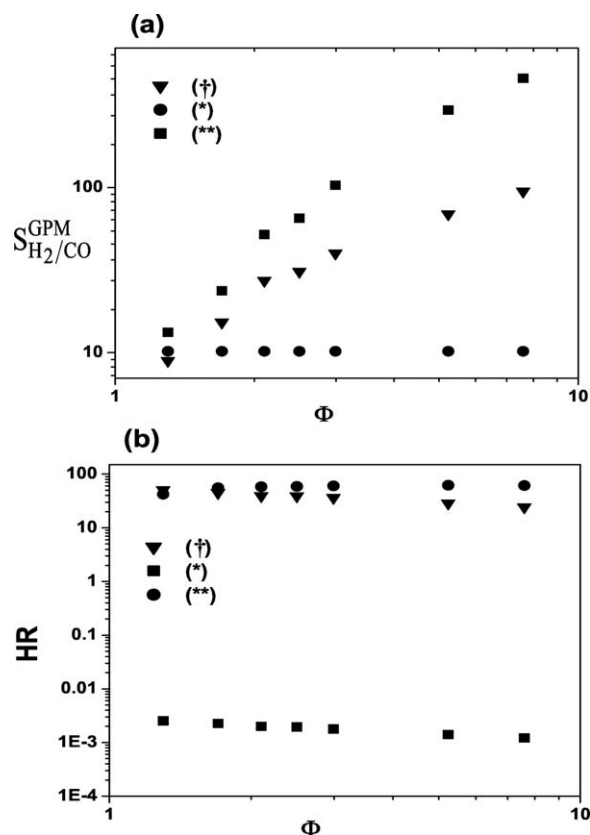 (a)
(†)
(*)
(**)
100
S^GPM_H2/CO
10
1
10
Φ
(b)
100
10
1
0.1
0.01
1E-3
1E-4
(†)
(*)
(**)
HR
1
10
Φ